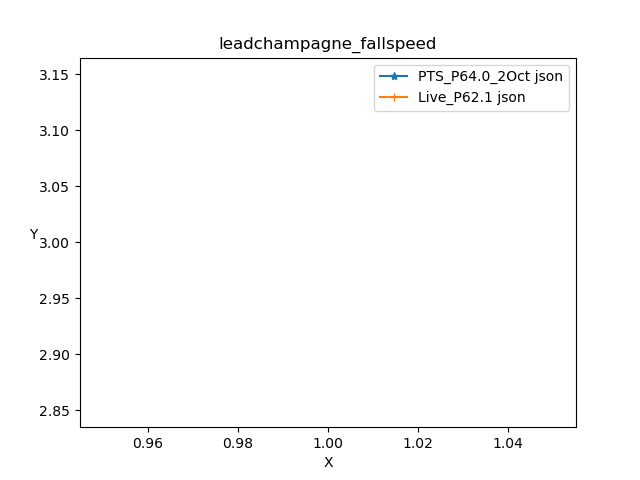 leadchampagne_fallspeed
PTS_P64.0_2Oct json
Live_P62.1 json
3.15
3.10
3.05
3.00
2.95
2.90
2.85
Y
0.96 0.98 1.00 1.02 1.04
X